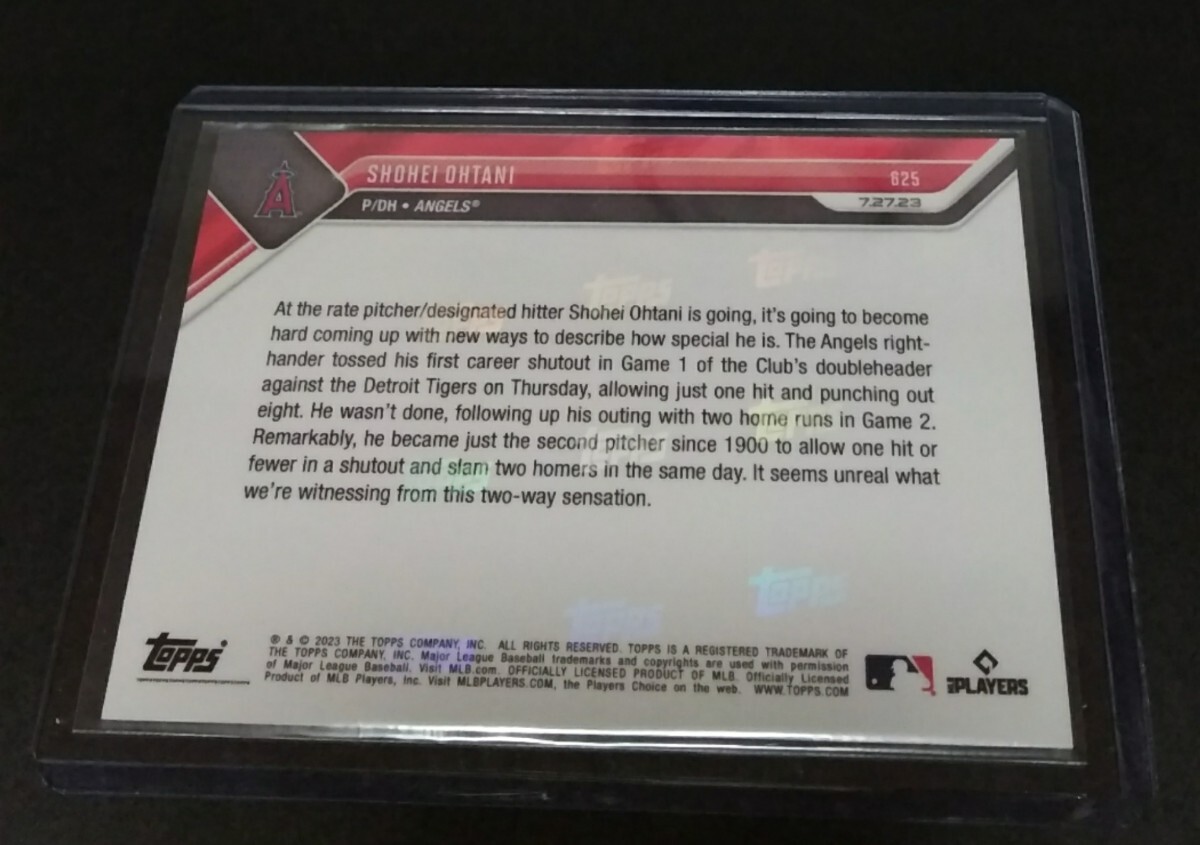 SHOHEI OHTANI
625
P/DH • ANGELS®
7.27.23
At the rate pitcher/designated hitter Shohei Ohtani is going, it's going to become
hard coming up with new ways to describe how special he is. The Angels right-
hander tossed his first career shutout in Game 1 of the Club's doubleheader
against the Detroit Tigers on Thursday, allowing just one hit and punching out
eight. He wasn't done, following up his outing with two home runs in Game 2.
Remarkably, he became just the second pitcher since 1900 to allow one hit or
fewer in a shutout and slam two homers in the same day. It seems unreal what
we're witnessing from this two-way sensation.
topps
® & © 2023 THE TOPPS COMPANY, INC. ALL RIGHTS RESERVED. TOPPS IS A REGISTERED TRADEMARK OF
THE TOPPS COMPANY, INC. Major League Baseball trademarks and copyrights are used with permission
of Major League Baseball. Visit MLB.com. OFFICIALLY LICENSED PRODUCT OF MLB. Officially Licensed
Product of MLB Players, Inc. Visit MLBPLAYERS.COM, the Players Choice on the web. WWW.TOPPS.COM
PLAYERS